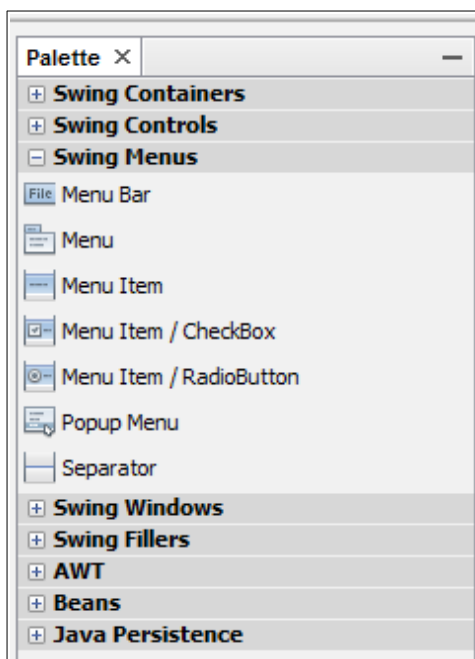 Palette
Swing Containers
Swing Controls
Swing Menus
File Menu Bar
Menu
Menu Item
Menu Item / CheckBox
Menu Item / RadioButton
Popup Menu
Separator
Swing Windows
Swing Fillers
AWT
Beans
Java Persistence